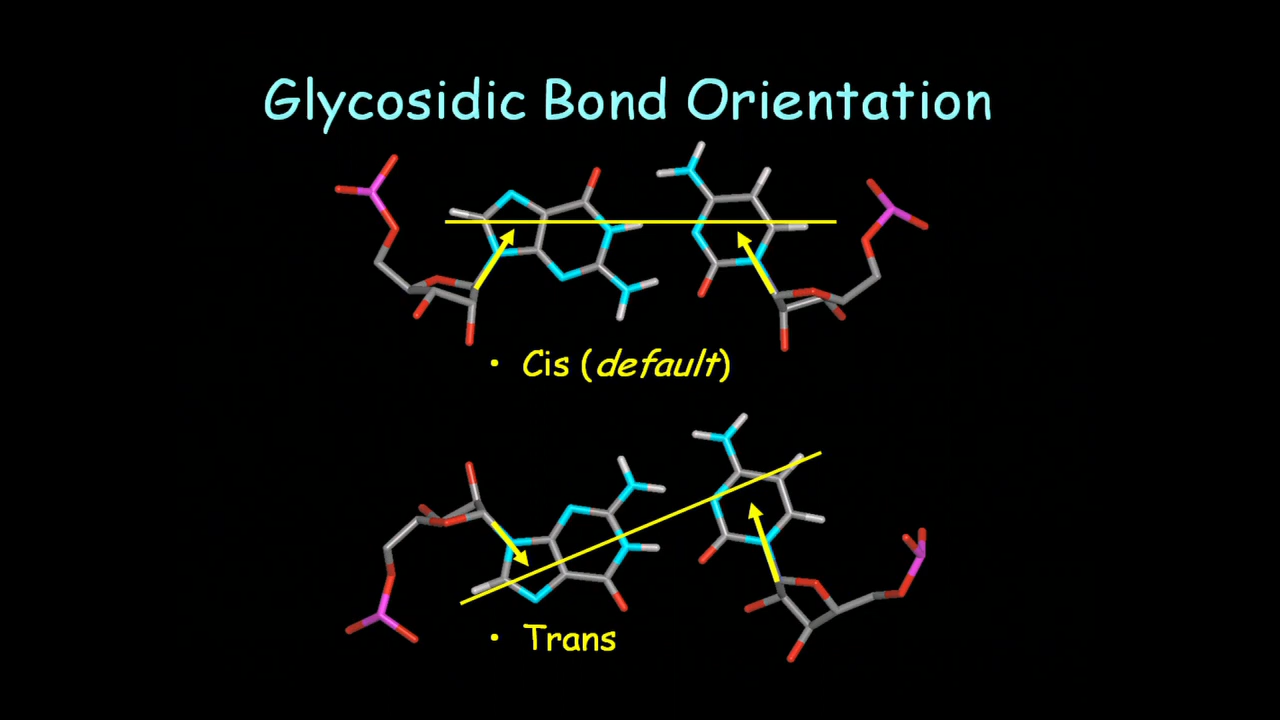 Glycosidic Bond Orientation
• Cis (default)
• Trans